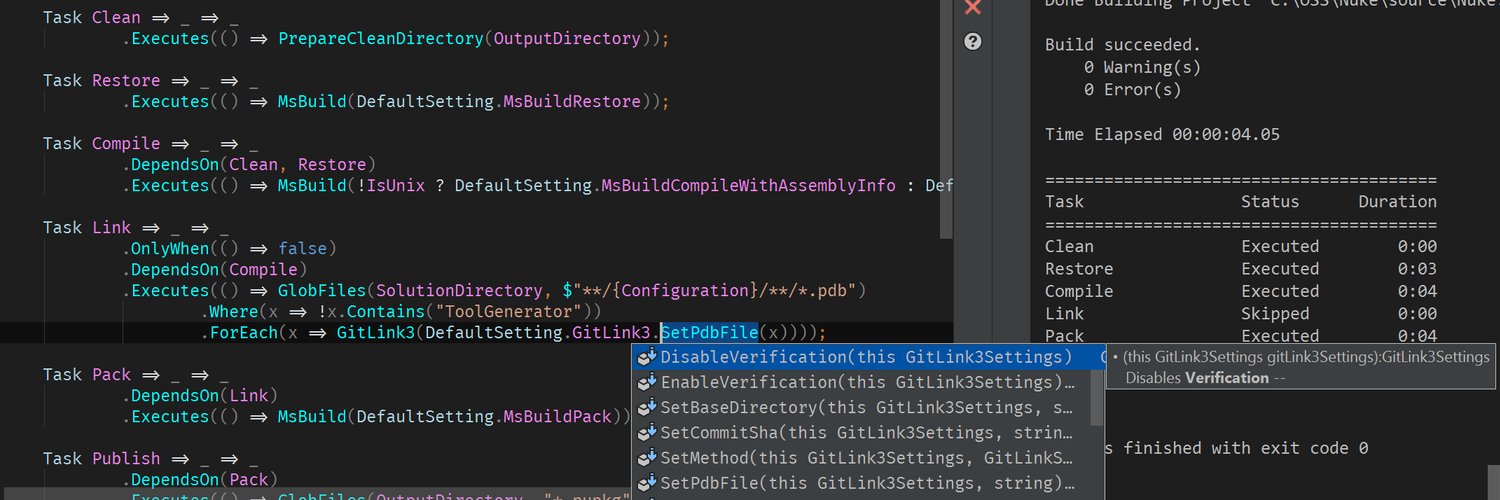 Task Clean => _ => _
.Executes(() => PrepareCleanDirectory(OutputDirectory));
Task Restore => _ => _
.Executes(() => MsBuild(DefaultSetting.MsBuildRestore));
Task Compile => _ => _
.DependsOn(Clean, Restore)
.Executes(() => MsBuild(!IsUnix ? DefaultSetting.MsBuildCompileWithAssemblyInfo : Def
Task Link => _ => _
.OnlyWhen(() => false)
.DependsOn(Compile)
.Executes(() => GlobFiles(SolutionDirectory, $"**/{Configuration}/**/*.pdb")
.Where(x => !x.Contains("ToolGenerator"))
.ForEach(x => GitLink3(DefaultSetting.GitLink3.SetPdbFile(x))));
Task Pack => _ => _
.DependsOn(Link)
.Executes(() => MsBuild(DefaultSetting.MsBuildPack))
Task Publish => _ => _
.DependsOn(Pack)
.Executes(() => GlobFiles(OutputDirectory,
DisableVerification(this GitLink3Settings)
EnableVerification(this GitLink3Settings)…
SetBaseDirectory(this GitLink3Settings, s…
SetCommitSha(this GitLink3Settings, strin…
SetMethod(this GitLink3Settings, GitLinkS…
SetPdbFile(this GitLink3Settings, string)…
• (this GitLink3Settings gitLink3Settings):GitLink3Settings
Disables Verification --
Done Building Project "C:\OSS\Nuke\source\Nuke.
Build succeeded.
0 Warning(s)
0 Error(s)
Time Elapsed 00:00:04.05
========================================
Task Status Duration
========================================
Clean Executed 0:00
Restore Executed 0:03
Compile Executed 0:04
Link Skipped 0:00
Pack Executed 0:04
s finished with exit code 0